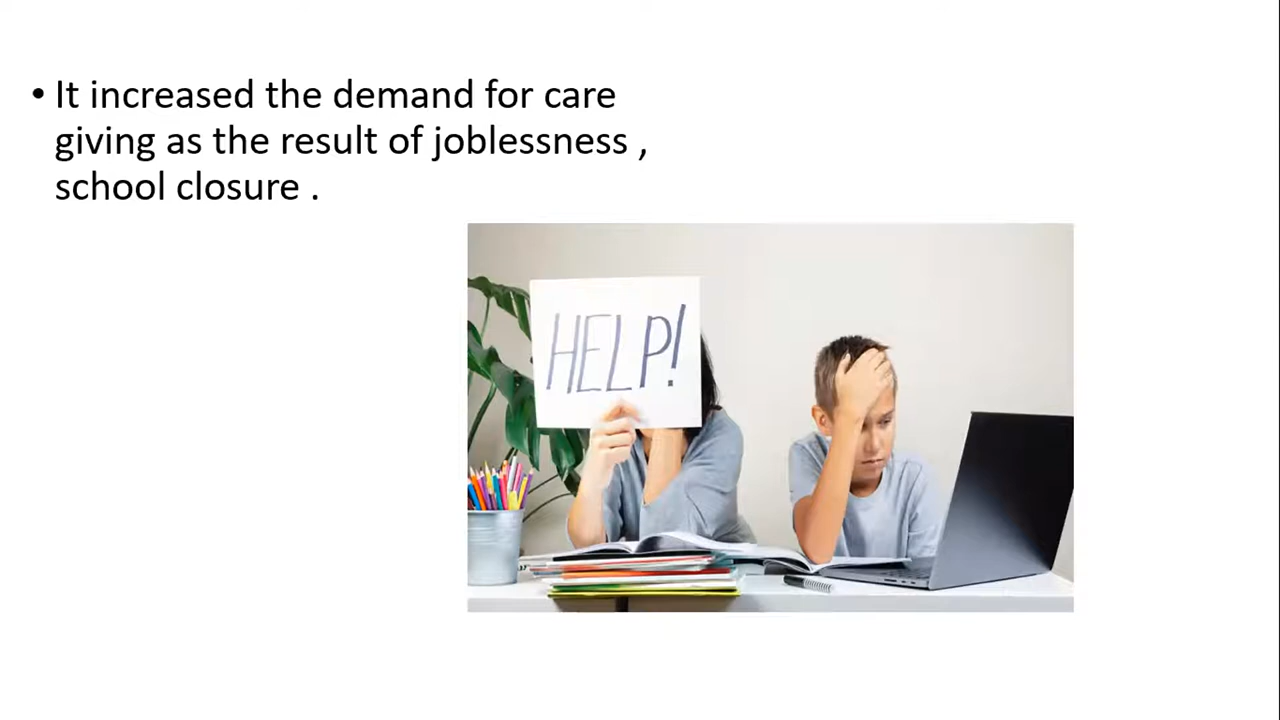 • It increased the demand for care
giving as the result of joblessness ,
school closure .
HELP!